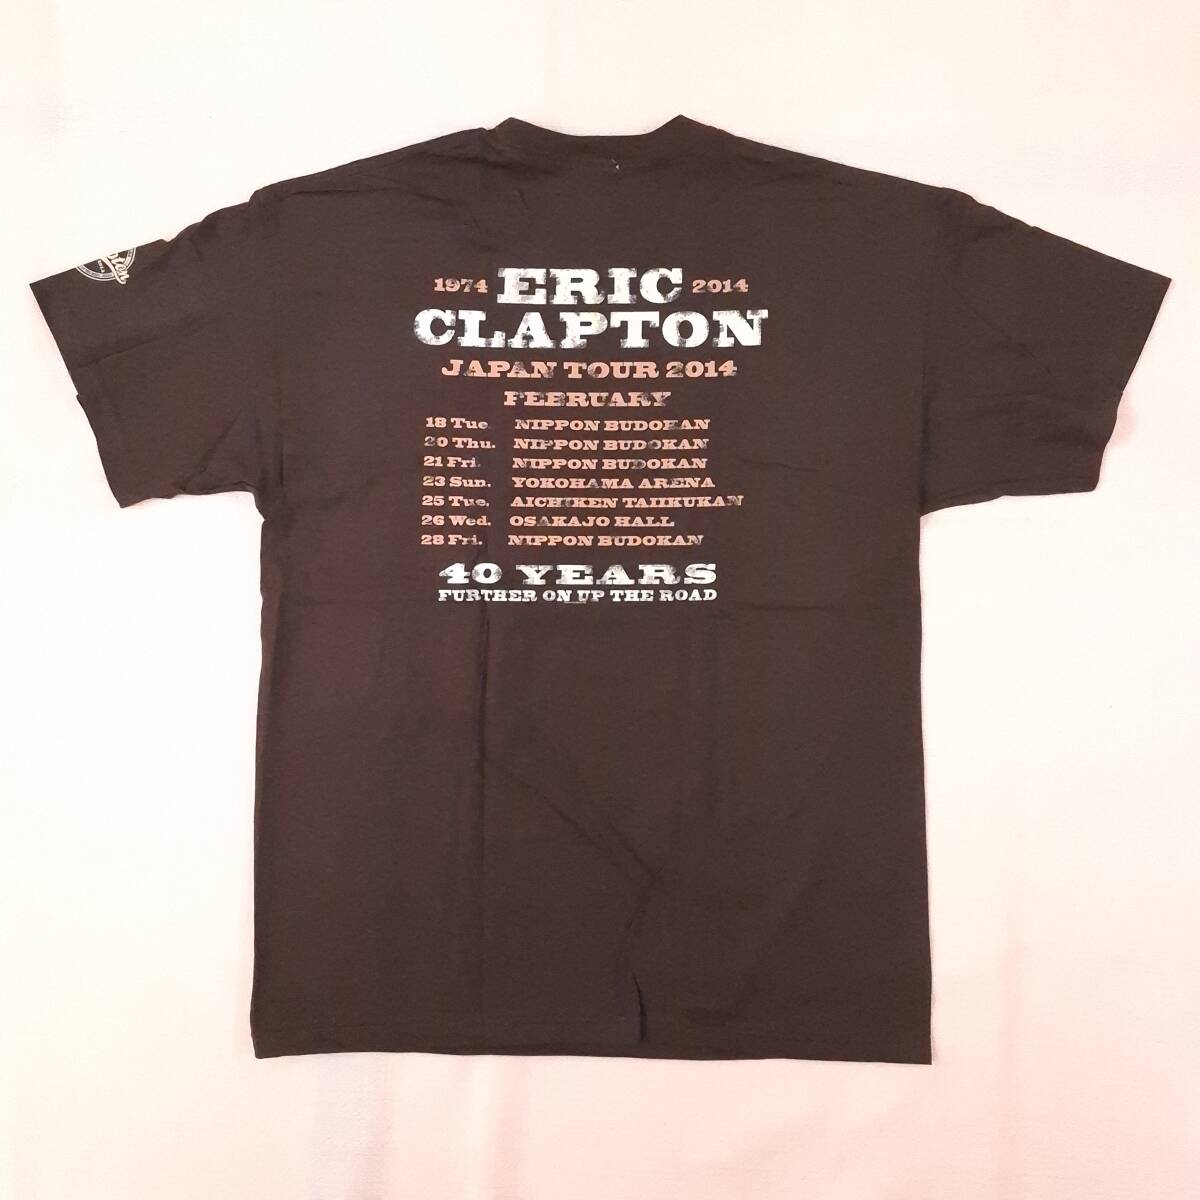 1974 ERIC 2014
CLAPTON
JAPAN TOUR 2014
FEBRUARY
18 Tue. NIPPON BUDOKAN
20 Thu. NIPPON BUDOKAN
21 Fri. NIPPON BUDOKAN
23 Sun. YOKOHAMA ARENA
25 Tue. AICHIKEN TAIIKUKAN
26 Wed. OSAKAJO HALL
28 Fri. NIPPON BUDOKAN
40 YEARS
FURTHER ON UP THE ROAD